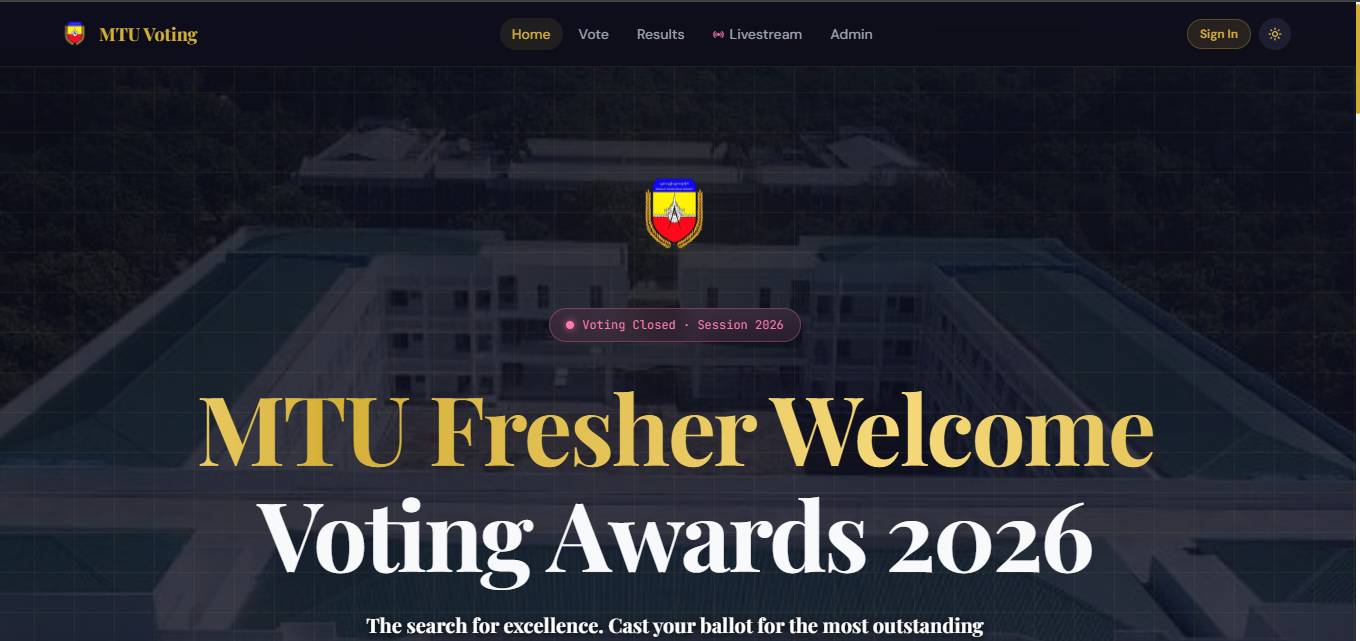 MTU Voting
Home
Vote
Results
Livestream
Admin
Sign In
Voting Closed · Session 2026
MTU Fresher Welcome
Voting Awards 2026
The search for excellence. Cast your ballot for the most outstanding